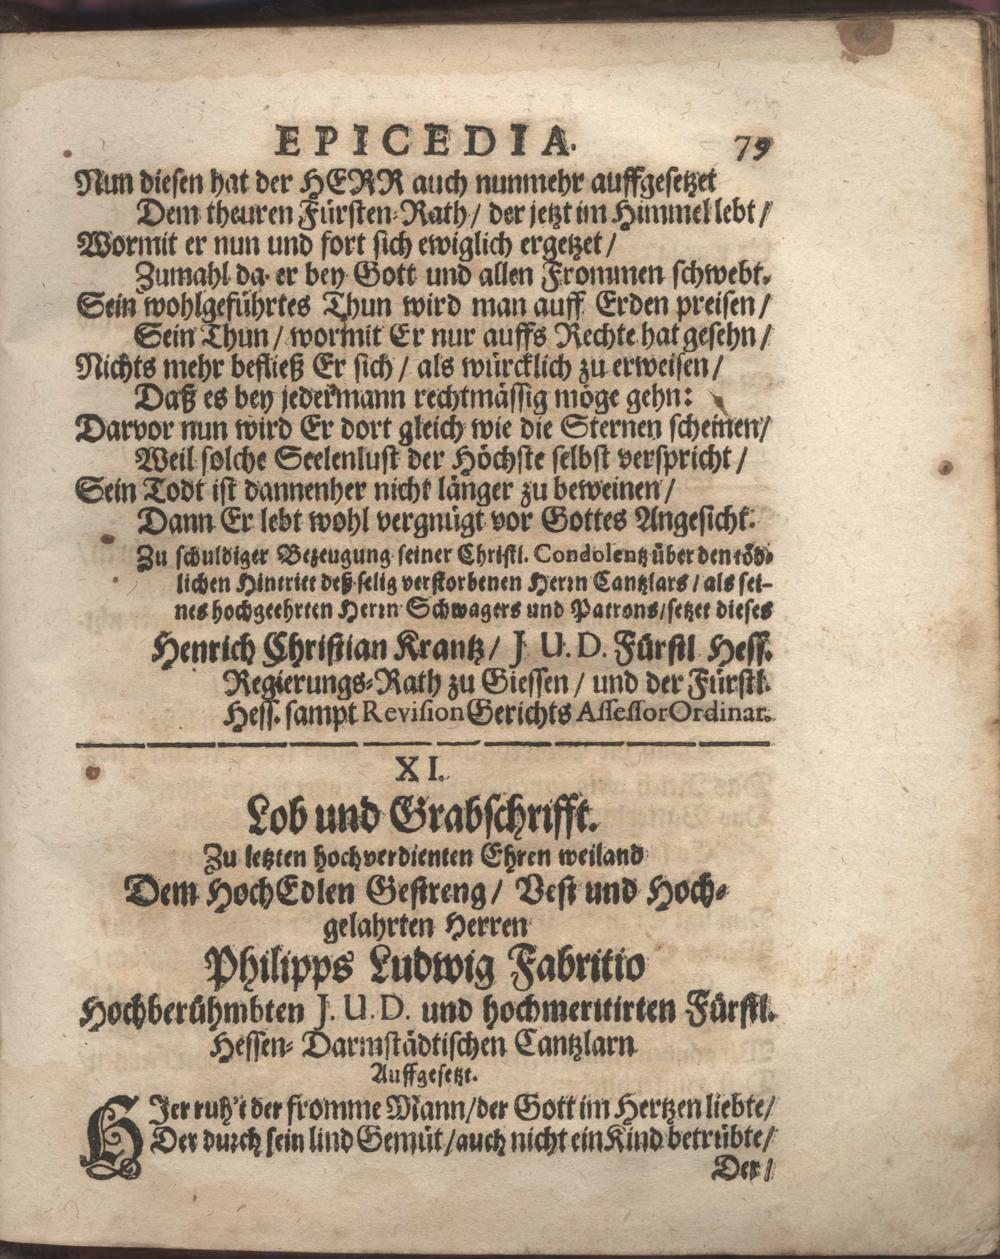 EPICEDIA. 79
Nun diesen hat der HERR auch nunmehr auffgesetzet
Dem theuren Fürsten-Rath / der jetzt im Himmel lebt /
Wormit er nun und fort sich ewiglich ergetzet /
Zumahl da er bey Gott und allen Frommen schwebt.
Sein wohlgeführtes Thun wird man auff Erden preisen /
Sein Thun / wormit Er nur auffs Rechte hat gesehn /
Nichts mehr befließ Er sich / als würcklich zu erweisen /
Daß es bey jedermann rechtmässig möge gehn:
Darvor nun wird Er dort gleich wie die Sternen scheinen /
Weil solche Seelenlust der Höchste selbst verspricht /
Sein Todt ist dannenher nicht länger zu beweinen /
Dann Er lebt wohl vergnügt vor Gottes Angesicht.
Zu schuldiger Bezeugung seiner Christl. Condolentz über den töd-
lichen Hintritt deß selig verstorbenen Herrn Cantzlars / als sei-
nes hochgeehrten Herrn Schwagers und Patrons / setzet dieses
Henrich Christian Krantz / J. U. D. Fürstl Hess.
Regierungs-Rath zu Giessen / und der Fürstl.
Hess. sampt Revision Gerichts Assessor Ordinar.
XI.
Lob und Grabschrifft.
Zu letzten hochverdienten Ehren weiland
Dem HochEdlen Gestreng / Vest und Hoch-
gelahrten Herren
Philipps Ludwig Fabritio
Hochberühmbten J. U. D. und hochmeritirten Fürstl.
Hessen-Darmstädtischen Cantzlarn
Auffgesetzt.
HIer ruh't der fromme Mann / der Gott im Hertzen liebte /
Der durch sein lind Gemüt / auch nicht ein Kind betrübte /
Der /